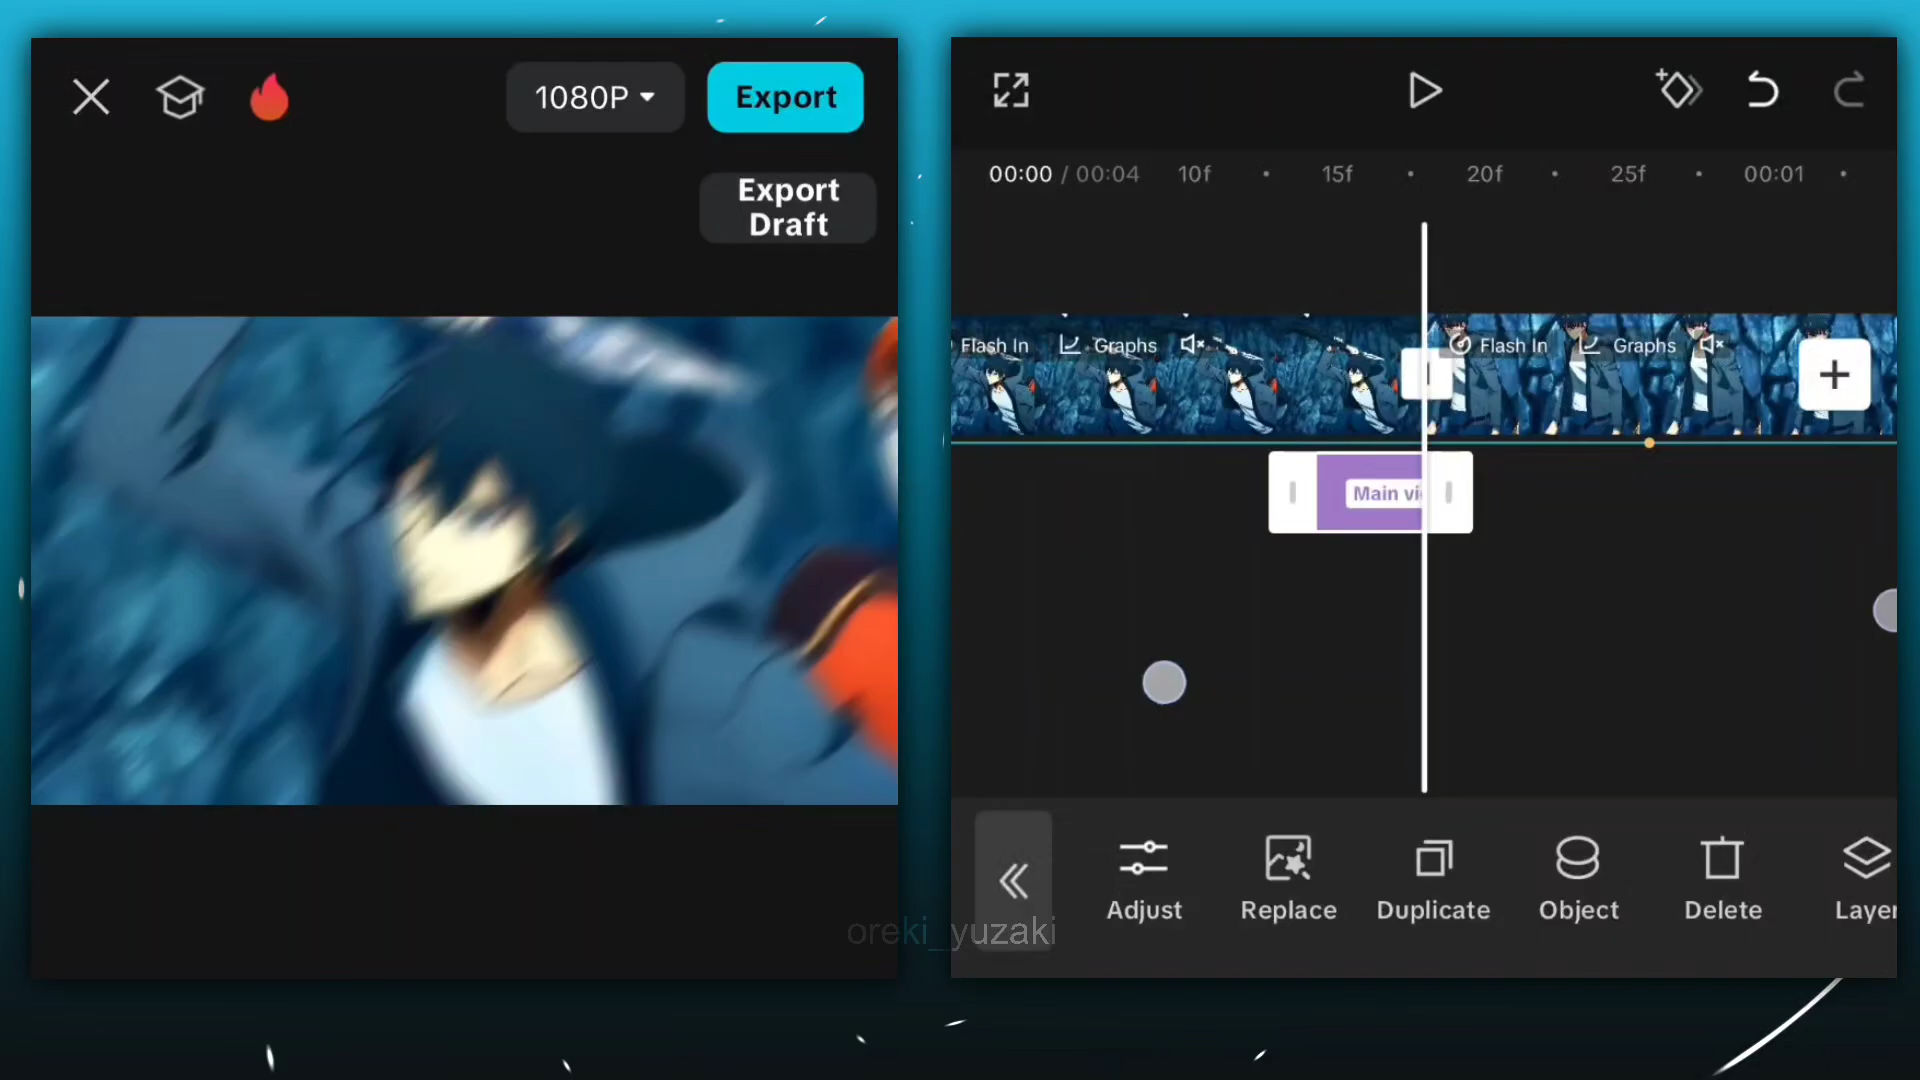 1080P
Export
Export
Draft
00:00 / 00:04 10f 15f 20f 25f 00:01
Flash In Graphs Flash In Graphs
Main vi
Adjust Replace Duplicate Object Delete Layer
oreki_yuzaki